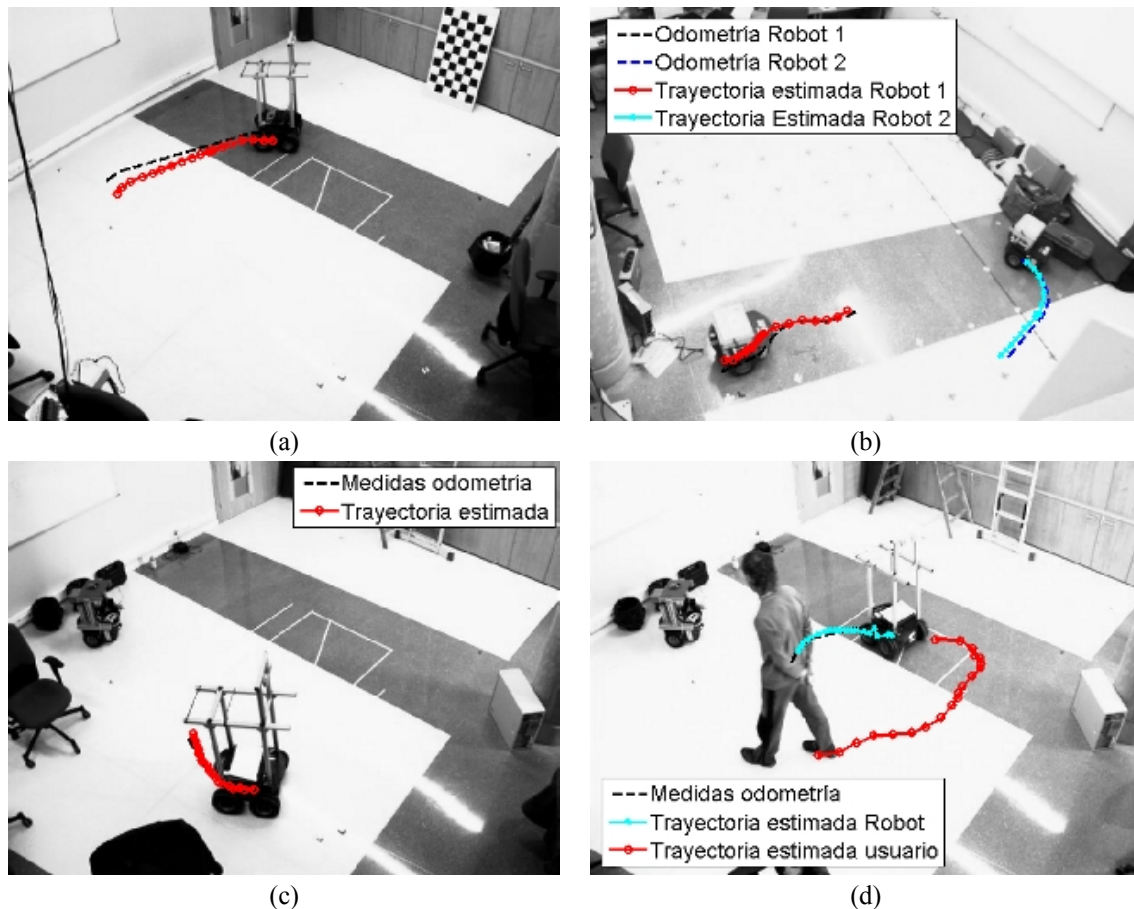 Odometría Robot 1
Odometría Robot 2
Trayectoria estimada Robot 1
Trayectoria Estimada Robot 2
(a)
(b)
Medidas odometría
Trayectoria estimada
Medidas odometría
Trayectoria estimada Robot
Trayectoria estimada usuario
(c)
(d)